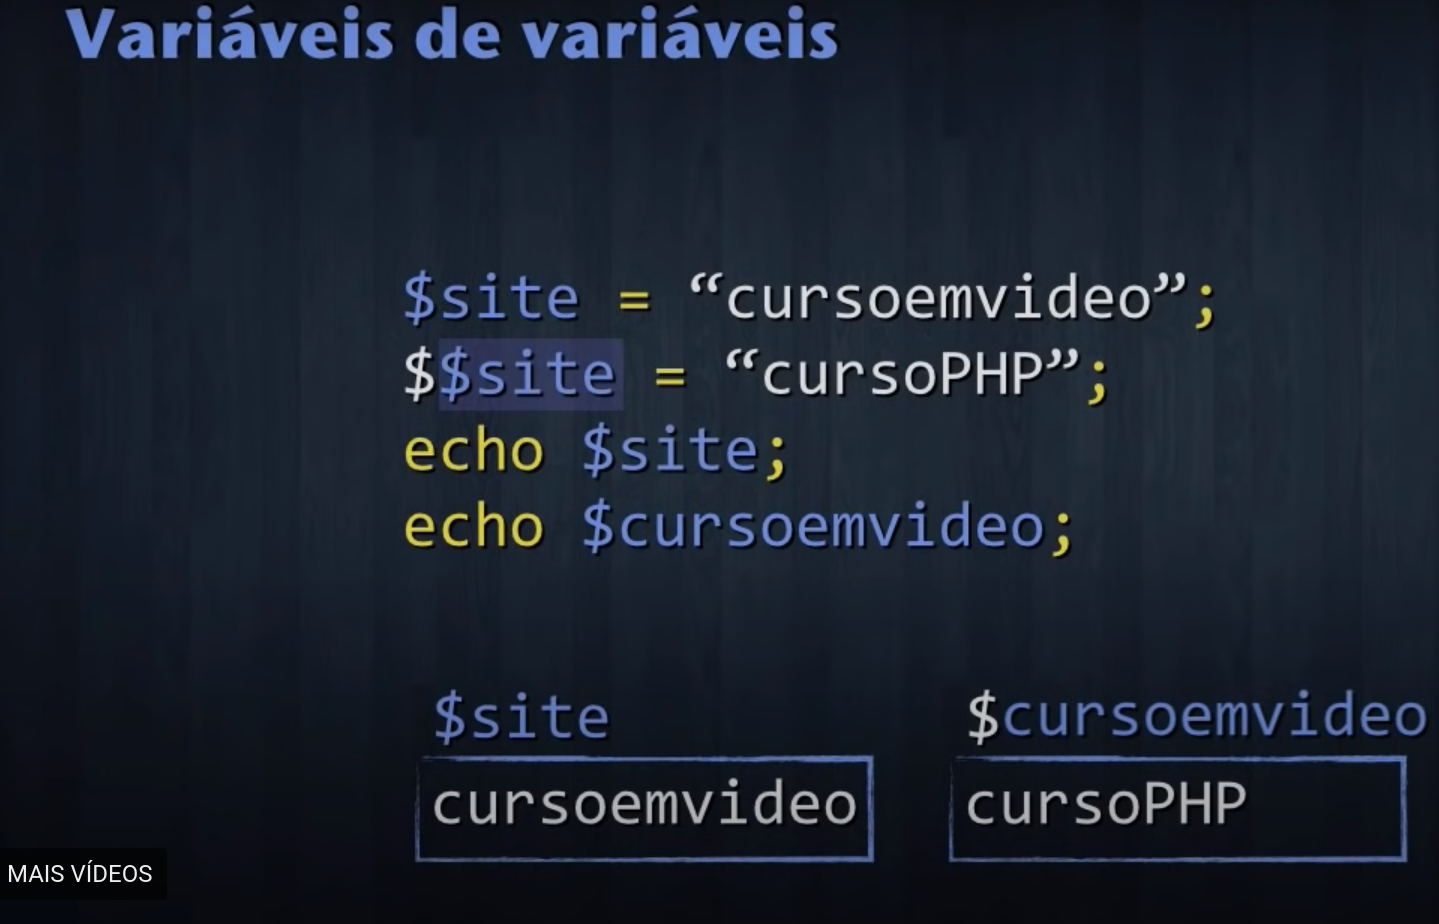 Variáveis de variáveis
$site = “cursoemvideo”;
$$site = “cursoPHP”;
echo $site;
echo $cursoemvideo;
$site
$cursoemvideo
cursoemvideo
cursoPHP
MAIS VÍDEOS